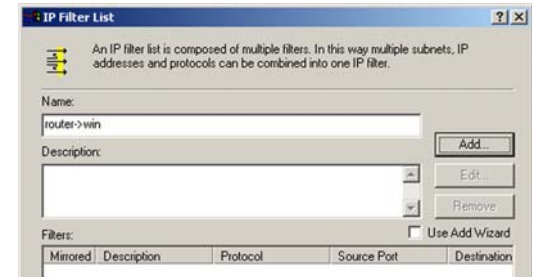 IP Filter List
An IP filter list is composed of multiple filters. In this way multiple subnets, IP
addresses and protocols can be combined into one IP filter.
Name:
router->win
Add...
Description:
Edit...
Remove
Filters:
Use Add Wizard
Mirrored Description Protocol Source Port Destination